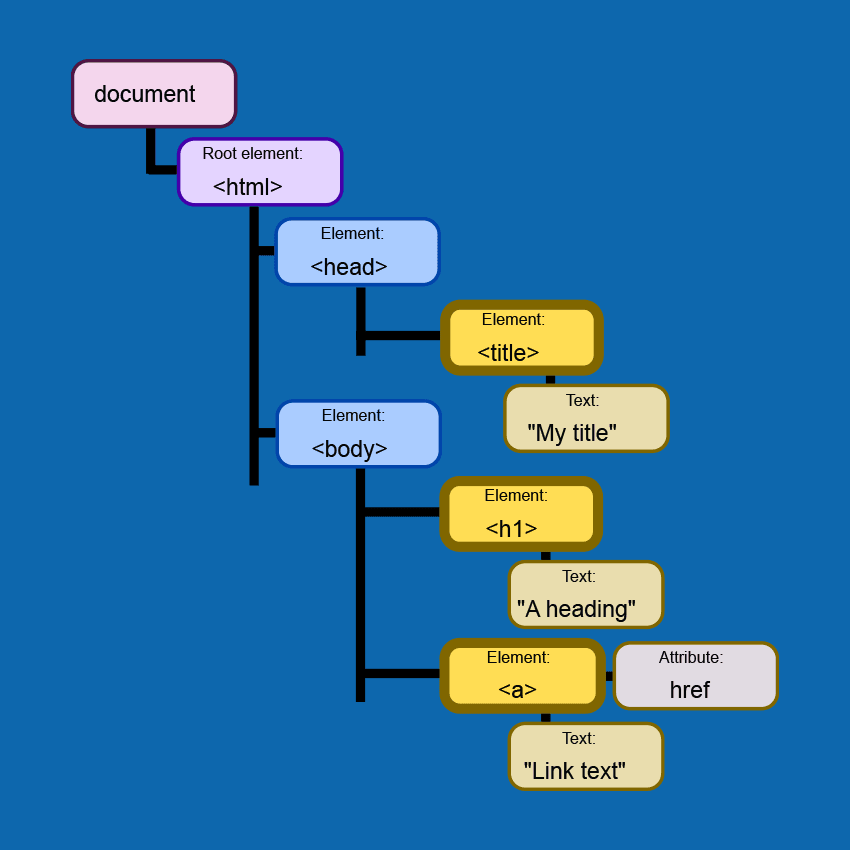 document
Root element:
<html>
Element:
<head>
Element:
<title>
Text:
"My title"
Element:
<body>
Element:
<h1>
Text:
"A heading"
Element:
<a>
Attribute:
href
Text:
"Link text"